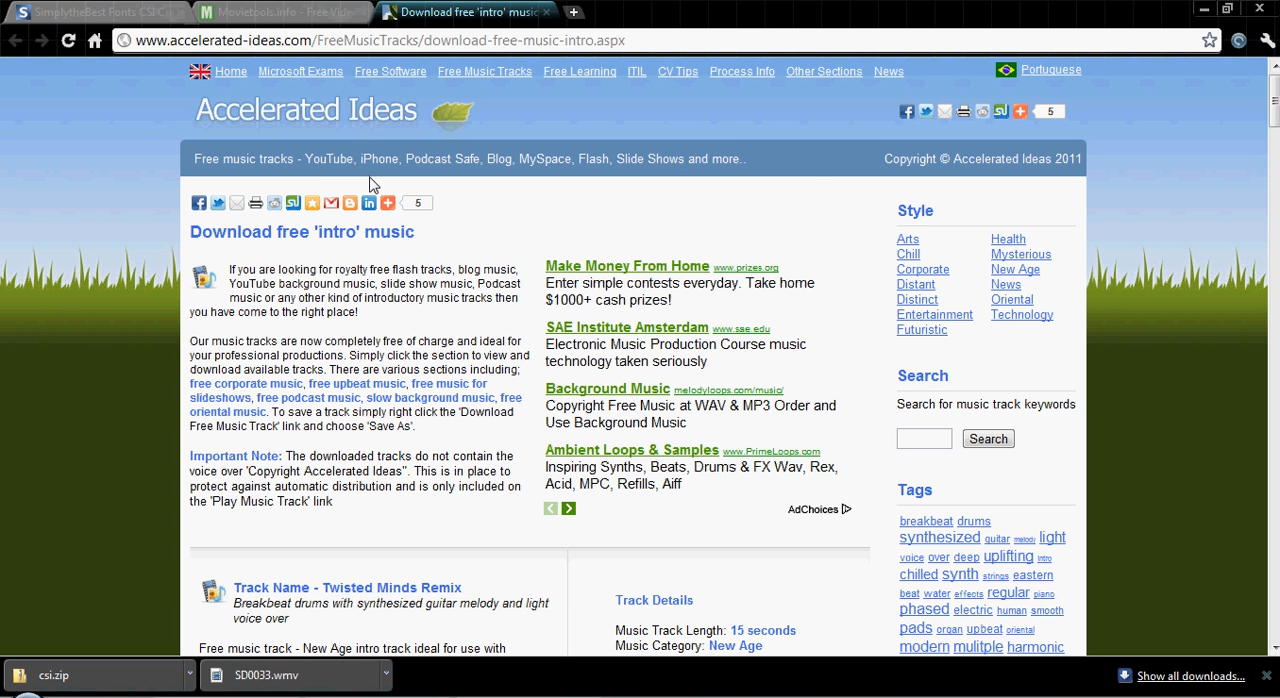 SimplytheBest Fonts CSI C
Movietools.info - Free Vide
Download free 'intro' music
www.accelerated-ideas.com/FreeMusicTracks/download-free-music-intro.aspx
Home Microsoft Exams Free Software Free Music Tracks Free Learning ITIL CV Tips Process Info Other Sections News Portuguese
Accelerated Ideas
5
Free music tracks - YouTube, iPhone, Podcast Safe, Blog, MySpace, Flash, Slide Shows and more..
Copyright © Accelerated Ideas 2011
5
Download free 'intro' music
If you are looking for royalty free flash tracks, blog music,
YouTube background music, slide show music, Podcast
music or any other kind of introductory music tracks then
you have come to the right place!
Our music tracks are now completely free of charge and ideal for
your professional productions. Simply click the section to view and
download available tracks. There are various sections including;
free corporate music, free upbeat music, free music for
slideshows, free podcast music, slow background music, free
oriental music. To save a track simply right click the 'Download
Free Music Track' link and choose 'Save As'.
Important Note: The downloaded tracks do not contain the
voice over 'Copyright Accelerated Ideas". This is in place to
protect against automatic distribution and is only included on
the 'Play Music Track' link
Make Money From Home www.prizes.org
Enter simple contests everyday. Take home
$1000+ cash prizes!
SAE Institute Amsterdam www.sae.edu
Electronic Music Production Course music
technology taken seriously
Background Music melodyloops.com/music/
Copyright Free Music at WAV & MP3 Order and
Use Background Music
Ambient Loops & Samples www.PrimeLoops.com
Inspiring Synths, Beats, Drums & FX Wav, Rex,
Acid, MPC, Refills, Aiff
AdChoices
Style
Arts Health
Chill Mysterious
Corporate New Age
Distant News
Distinct Oriental
Entertainment Technology
Futuristic
Search
Search for music track keywords
Search
Tags
breakbeat drums
synthesized guitar melody light
voice over deep uplifting intro
chilled synth strings eastern
beat water effects regular piano
phased electric human smooth
pads organ upbeat oriental
modern mulitple harmonic
Track Name - Twisted Minds Remix
Breakbeat drums with synthesized guitar melody and light
voice over
Free music track - New Age intro track ideal for use with
Track Details
Music Track Length: 15 seconds
Music Category: New Age
csi.zip
SD0033.wmv
Show all downloads...